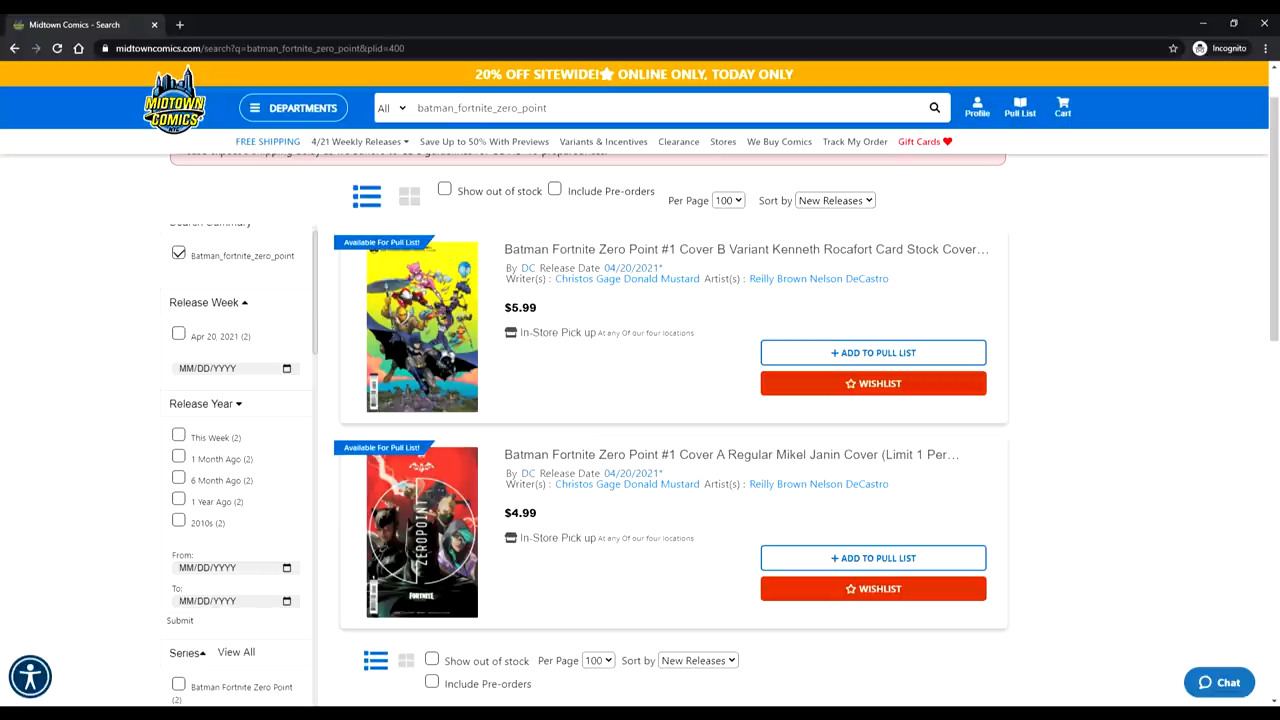 Midtown Comics - Search
midtowncomics.com/search?q=batman_fortnite_zero_point&plid=400
Incognito
20% OFF SITEWIDE!★ ONLINE ONLY, TODAY ONLY
MIDTOWN COMICS
DEPARTMENTS
All
batman_fortnite_zero_point
Profile
Pull List
Cart
FREE SHIPPING
4/21 Weekly Releases
Save Up to 50% With Previews
Variants & Incentives
Clearance
Stores
We Buy Comics
Track My Order
Gift Cards
Show out of stock
Include Pre-orders
Per Page 100
Sort by New Releases
Batman_fortnite_zero_point
Release Week
Apr 20, 2021 (2)
MM/DD/YYYY
Release Year
This Week (2)
1 Month Ago (2)
6 Month Ago (2)
1 Year Ago (2)
2010s (2)
From:
MM/DD/YYYY
To:
MM/DD/YYYY
Submit
Series
View All
Batman Fortnite Zero Point
(2)
Available For Pull List!
Batman Fortnite Zero Point #1 Cover B Variant Kenneth Rocafort Card Stock Cover…
By DC Release Date 04/20/2021*
Writer(s) : Christos Gage Donald Mustard Artist(s) : Reilly Brown Nelson DeCastro
$5.99
In-Store Pick up At any Of our four locations
+ ADD TO PULL LIST
WISHLIST
Available For Pull List!
ZERO POINT
FORTNITE
Batman Fortnite Zero Point #1 Cover A Regular Mikel Janin Cover (Limit 1 Per…
By DC Release Date 04/20/2021*
Writer(s) : Christos Gage Donald Mustard Artist(s) : Reilly Brown Nelson DeCastro
$4.99
In-Store Pick up At any Of our four locations
+ ADD TO PULL LIST
WISHLIST
Show out of stock
Per Page 100
Sort by New Releases
Include Pre-orders
Chat